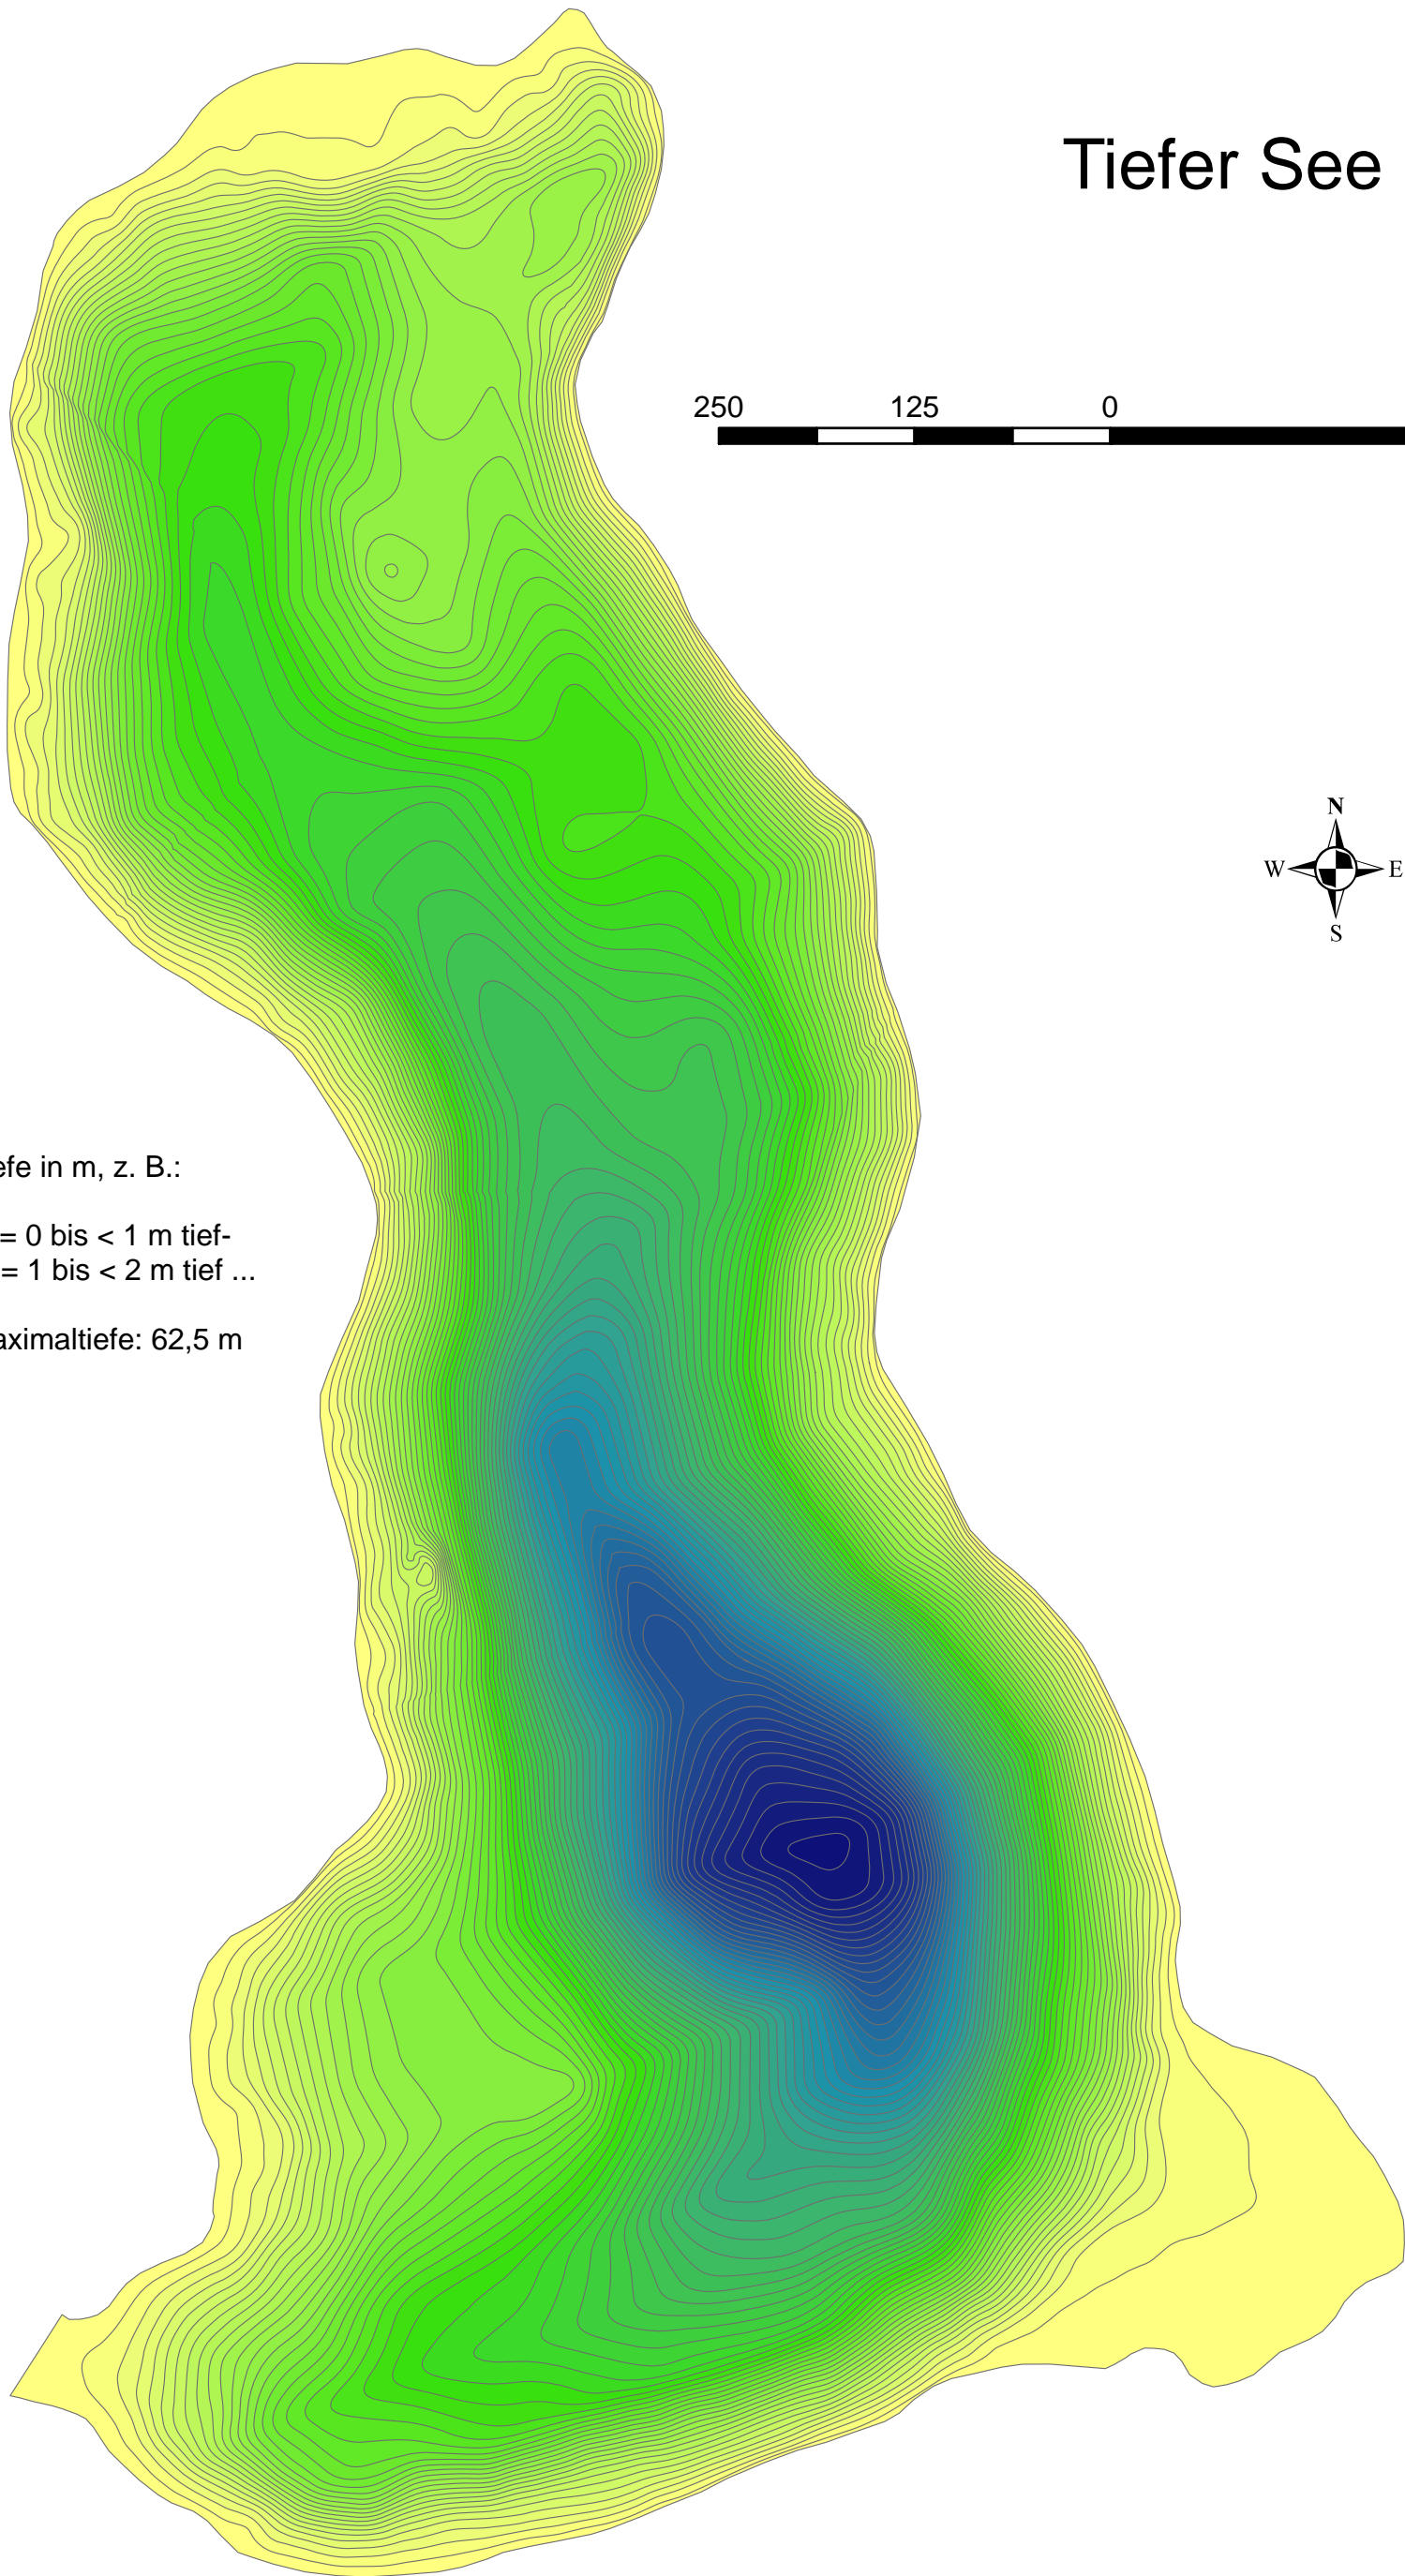 Tiefer See
250 125 0
N
W E
S
efe in m, z. B.:
= 0 bis < 1 m tief-
= 1 bis < 2 m tief ...
aximaltiefe: 62,5 m